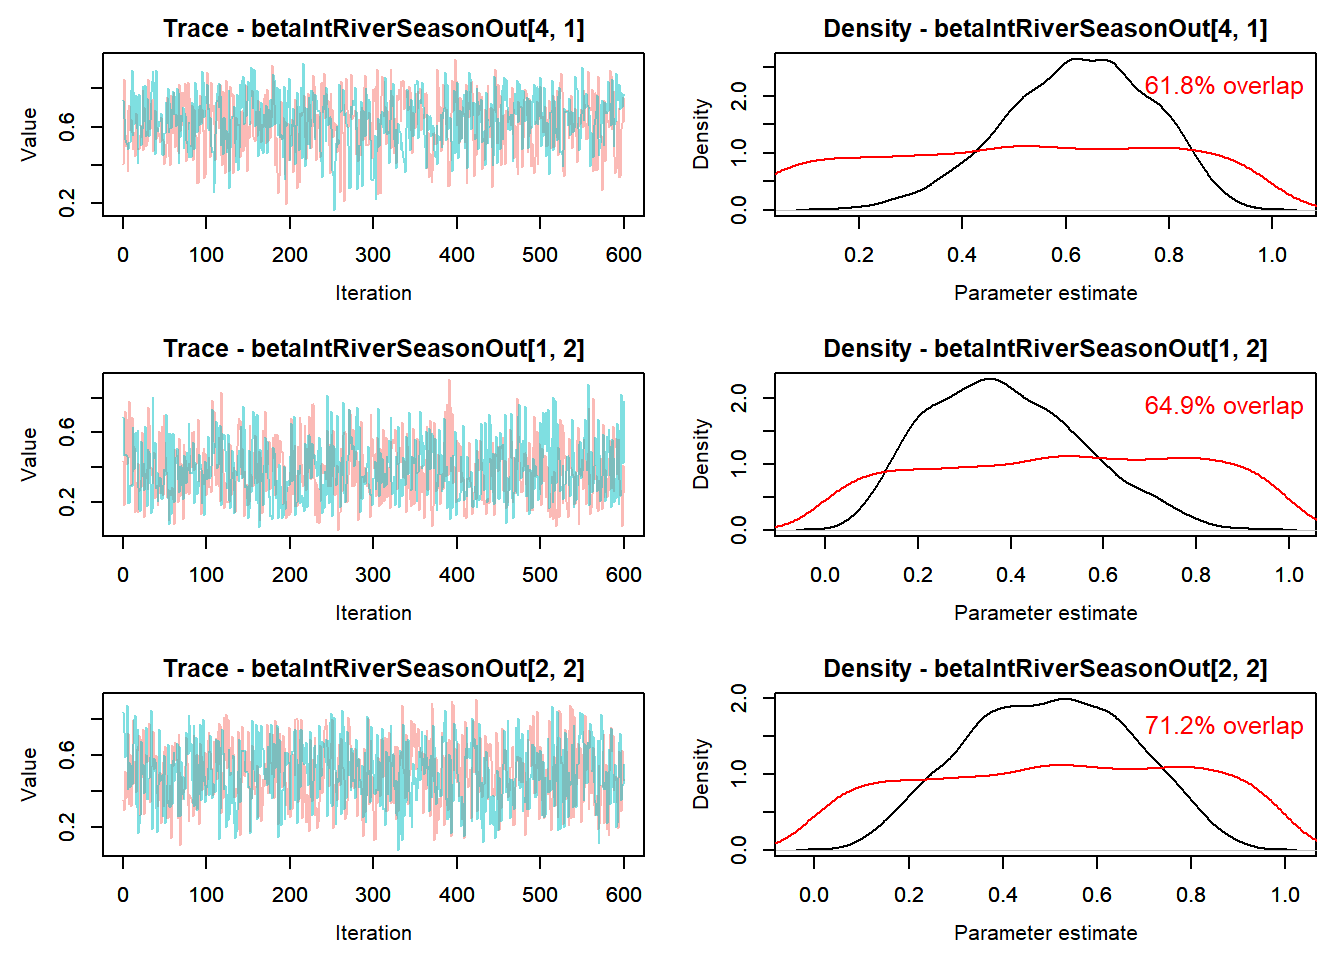 Trace - betaIntRiverSeasonOut[4, 1]
Value
0.2
0.6
0 100 200 300 400 500 600
Iteration
Density - betaIntRiverSeasonOut[4, 1]
61.8% overlap
Density
0.0
1.0
2.0
0.2 0.4 0.6 0.8 1.0
Parameter estimate
Trace - betaIntRiverSeasonOut[1, 2]
Value
0.2
0.6
0 100 200 300 400 500 600
Iteration
Density - betaIntRiverSeasonOut[1, 2]
64.9% overlap
Density
0.0
1.0
2.0
0.0 0.2 0.4 0.6 0.8 1.0
Parameter estimate
Trace - betaIntRiverSeasonOut[2, 2]
Value
0.2
0.6
0 100 200 300 400 500 600
Iteration
Density - betaIntRiverSeasonOut[2, 2]
71.2% overlap
Density
0.0
1.0
2.0
0.0 0.2 0.4 0.6 0.8 1.0
Parameter estimate